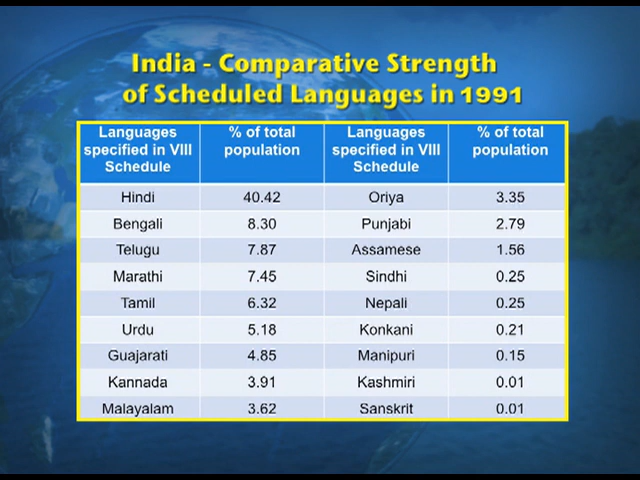 India - Comparative Strength
of Scheduled Languages in 1991
Languages specified in VIII Schedule | % of total population | Languages specified in VIII Schedule | % of total population
Hindi | 40.42 | Oriya | 3.35
Bengali | 8.30 | Punjabi | 2.79
Telugu | 7.87 | Assamese | 1.56
Marathi | 7.45 | Sindhi | 0.25
Tamil | 6.32 | Nepali | 0.25
Urdu | 5.18 | Konkani | 0.21
Guajarati | 4.85 | Manipuri | 0.15
Kannada | 3.91 | Kashmiri | 0.01
Malayalam | 3.62 | Sanskrit | 0.01